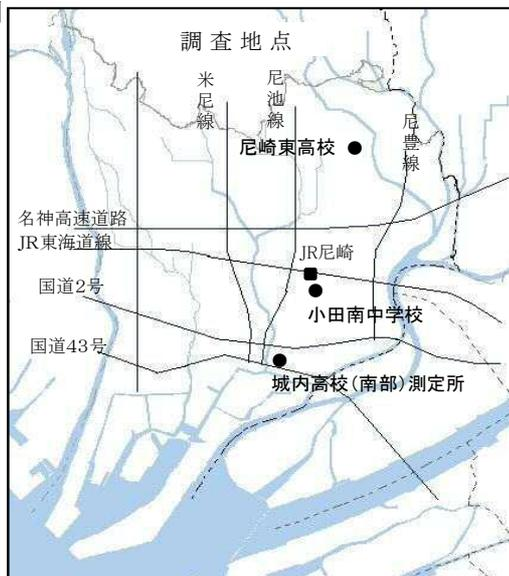 調査地点
米尼線
尼池線
尼豊線
尼崎東高校
名神高速道路
JR東海道線
JR尼崎
国道2号
小田南中学校
国道43号
城内高校(南部)測定所